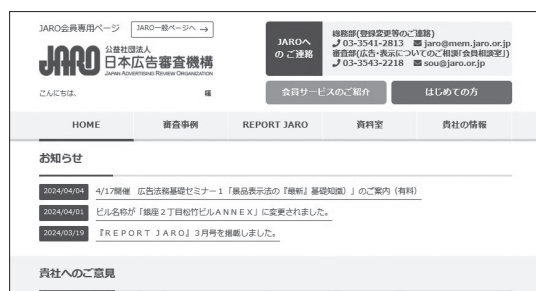 JARO会員専用ページ
JARO一般ページへ →
JARO
公益社団法人
日本広告審査機構
JAPAN ADVERTISING REVIEW ORGANIZATION
こんにちは、 様
JAROへ
のご連絡
総務部(登録変更等のご連絡)
03-3541-2813 jaro@mem.jaro.or.jp
審査部(広告・表示についてのご相談「会員相談室」)
03-3543-2218 sou@jaro.or.jp
会員サービスのご紹介
はじめての方
HOME 審査事例 REPORT JARO 資料室 貴社の情報
お知らせ
2024/04/04 4/17開催 広告法務基礎セミナー1「景品表示法の『最新』基礎知識」のご案内(有料)
2024/04/01 ビル名称が「銀座2丁目松竹ビルANNEX」に変更されました。
2024/03/19 『REPORT JARO』3月号を掲載しました。
貴社へのご意見